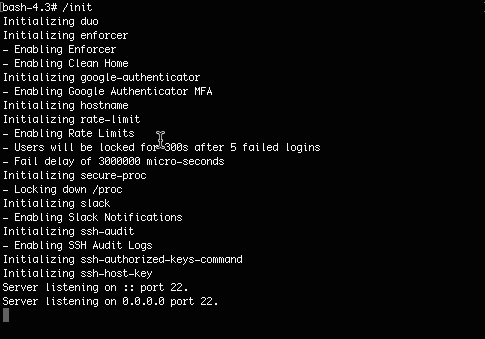 bash-4.3# /init
Initializing duo
Initializing enforcer
- Enabling Enforcer
- Enabling Clean Home
Initializing google-authenticator
- Enabling Google Authenticator MFA
Initializing hostname
Initializing rate-limit
- Enabling Rate Limits
- Users will be locked for 300s after 5 failed logins
- Fail delay of 3000000 micro-seconds
Initializing secure-proc
- Locking down /proc
Initializing slack
- Enabling Slack Notifications
Initializing ssh-audit
- Enabling SSH Audit Logs
Initializing ssh-authorized-keys-command
Initializing ssh-host-key
Server listening on :: port 22.
Server listening on 0.0.0.0 port 22.